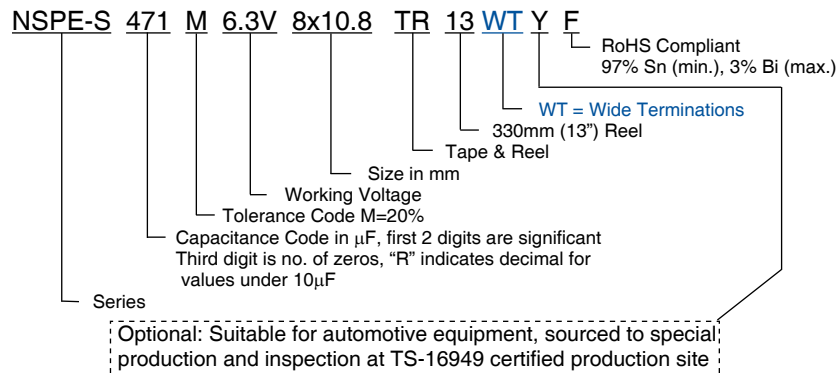 NSPE-S 471 M 6.3V 8x10.8 TR 13 WT Y F
RoHS Compliant
97% Sn (min.), 3% Bi (max.)
WT = Wide Terminations
330mm (13”) Reel
Tape & Reel
Size in mm
Working Voltage
Tolerance Code M=20%
Capacitance Code in μF, first 2 digits are significant
Third digit is no. of zeros, “R” indicates decimal for
values under 10μF
Series
Optional: Suitable for automotive equipment, sourced to special
production and inspection at TS-16949 certified production site